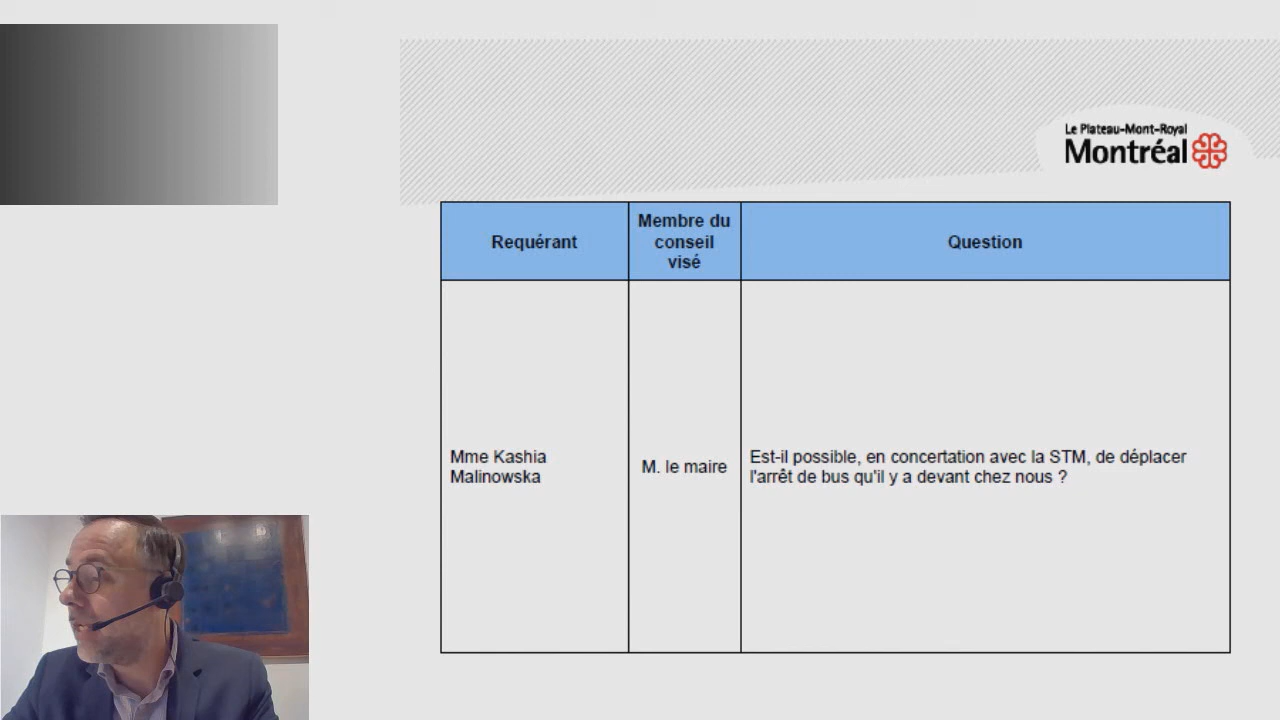 Le Plateau-Mont-Royal
Montréal
Requérant
Membre du
conseil
visé
Question
Mme Kashia
Malinowska
M. le maire
Est-il possible, en concertation avec la STM, de déplacer
l'arrêt de bus qu'il y a devant chez nous ?